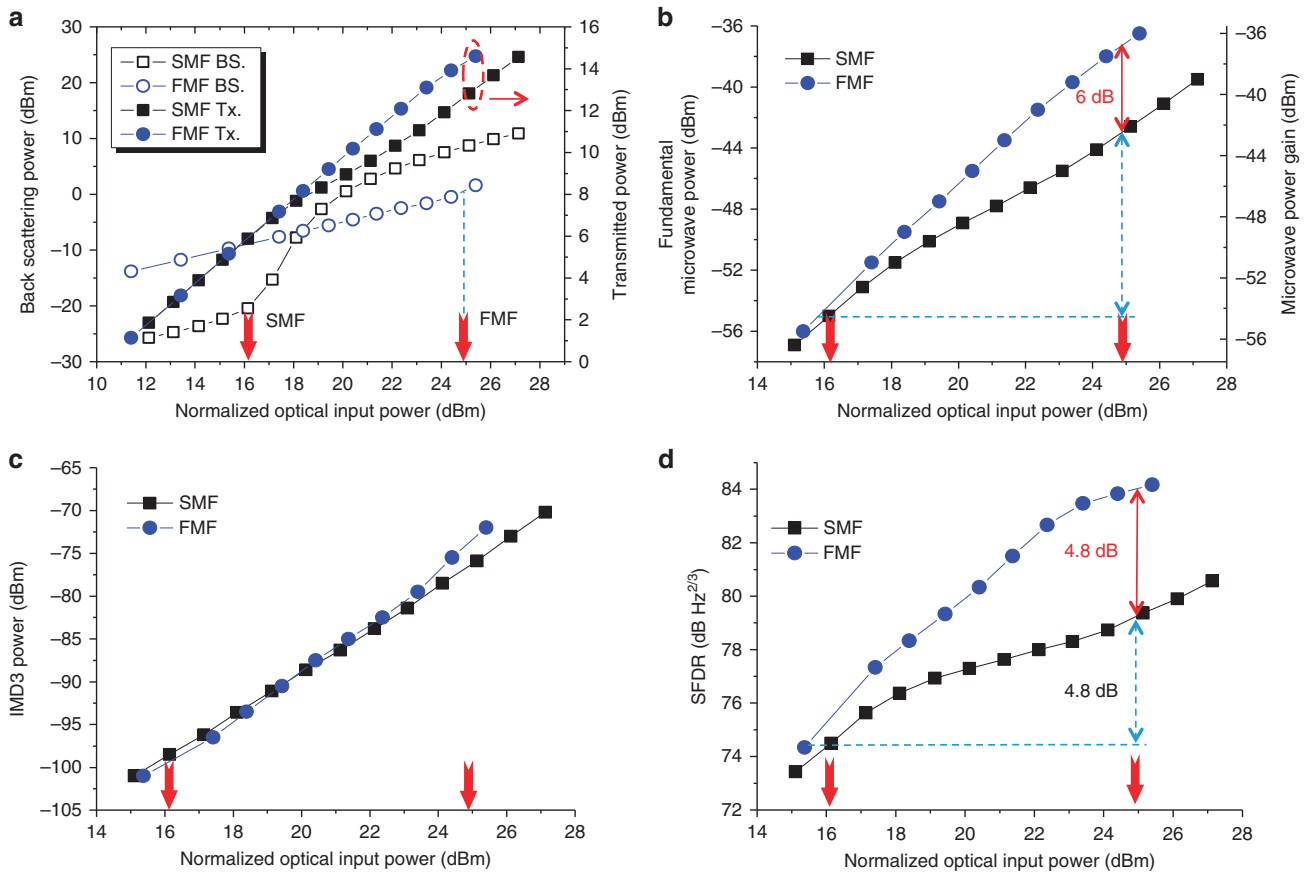 a
30
20
10
0
–10
–20
–30
Back scattering power (dBm)
SMF BS.
FMF BS.
SMF Tx.
FMF Tx.
SMF
FMF
16
14
12
10
8
6
4
2
0
Transmitted power (dBm)
10 12 14 16 18 20 22 24 26 28
Normalized optical input power (dBm)
b
–36
–40
–44
–48
–52
–56
Fundamental
microwave power (dBm)
SMF
FMF
6 dB
–36
–39
–42
–45
–48
–51
–54
–56
Microwave power gain (dBm)
14 16 18 20 22 24 26 28
Normalized optical input power (dBm)
c
–65
–70
–75
–80
–85
–90
–95
–100
–105
IMD3 power (dBm)
SMF
FMF
14 16 18 20 22 24 26 28
Normalized optical input power (dBm)
d
84
82
80
78
76
74
72
SFDR (dB Hz2/3)
SMF
FMF
4.8 dB
4.8 dB
14 16 18 20 22 24 26 28
Normalized optical input power (dBm)